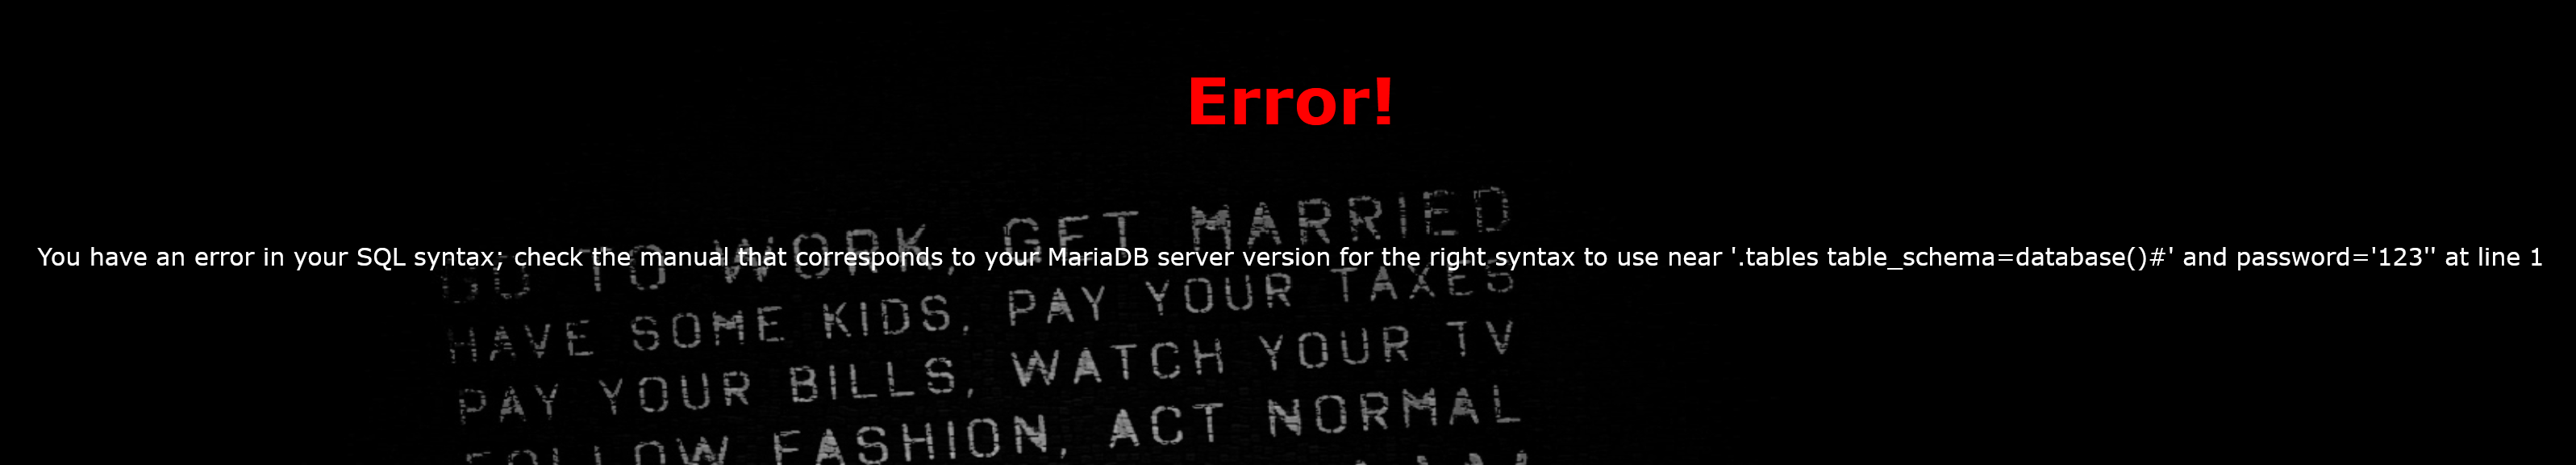 Error!
GO TO WORK, GET MARRIED
You have an error in your SQL syntax; check the manual that corresponds to your MariaDB server version for the right syntax to use near '.tables table_schema=database()#' and password='123'' at line 1
HAVE SOME KIDS, PAY YOUR TAXES
PAY YOUR BILLS, WATCH YOUR TV
FOLLOW FASHION, ACT NORMAL